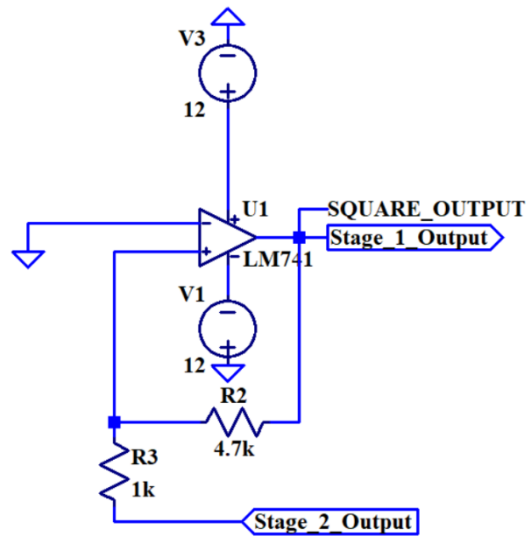 V3
12
U1
SQUARE_OUTPUT
Stage_1_Output
LM741
V1
12
R2
4.7k
R3
1k
Stage_2_Output